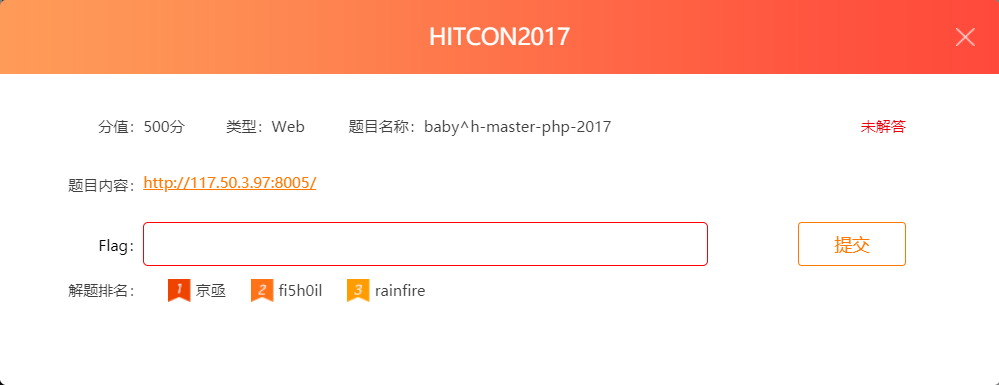 HITCON2017
分值：500分 类型：Web 题目名称：baby^h-master-php-2017 未解答
题目内容：http://117.50.3.97:8005/
Flag： 提交
解题排名： 1 京亟 2 fi5h0il 3 rainfire